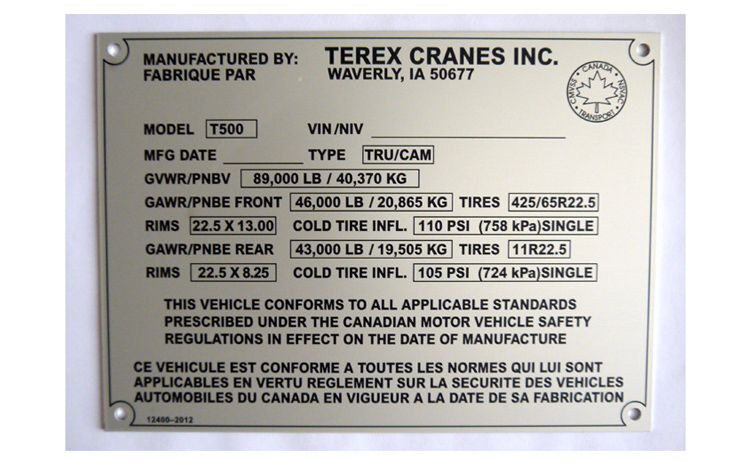 MANUFACTURED BY: TEREX CRANES INC.
FABRIQUE PAR WAVERLY, IA 50677
CANADA
CMVSS NSVAC
TRANSPORT
MODEL T500 VIN/NIV
MFG DATE TYPE TRU/CAM
GVWR/PNBV 89,000 LB / 40,370 KG
GAWR/PNBE FRONT 46,000 LB / 20,865 KG TIRES 425/65R22.5
RIMS 22.5 X 13.00 COLD TIRE INFL. 110 PSI (758 kPa)SINGLE
GAWR/PNBE REAR 43,000 LB / 19,505 KG TIRES 11R22.5
RIMS 22.5 X 8.25 COLD TIRE INFL. 105 PSI (724 kPa)SINGLE
THIS VEHICLE CONFORMS TO ALL APPLICABLE STANDARDS
PRESCRIBED UNDER THE CANADIAN MOTOR VEHICLE SAFETY
REGULATIONS IN EFFECT ON THE DATE OF MANUFACTURE
CE VEHICULE EST CONFORME A TOUTES LES NORMES QUI LUI SONT
APPLICABLES EN VERTU REGLEMENT SUR LA SECURITE DES VEHICLES
AUTOMOBILES DU CANADA EN VIGUEUR A LA DATE DE SA FABRICATION
12400-2012